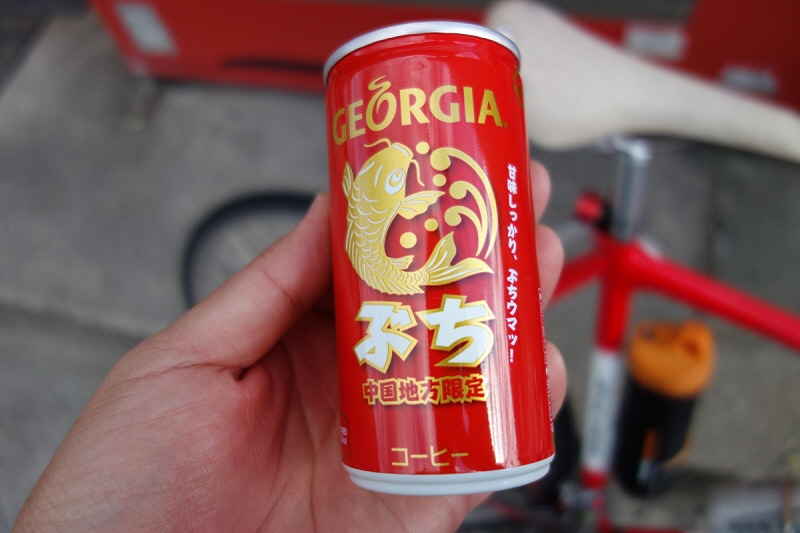 GEORGIA
甘味しっかり、ぶちウマッ!
ぶち
中国地方限定
コーヒー